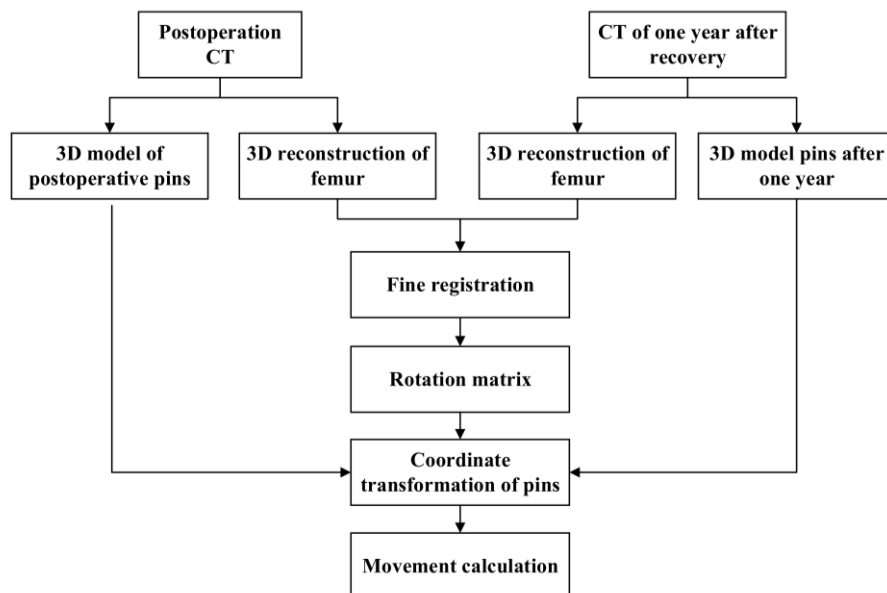 Postoperation
CT
CT of one year after
recovery
3D model of
postoperative pins
3D reconstruction of
femur
3D reconstruction of
femur
3D model pins after
one year
Fine registration
Rotation matrix
Coordinate
transformation of pins
Movement calculation